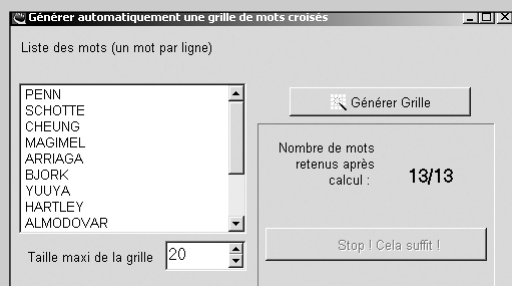 Générer automatiquement une grille de mots croisés
Liste des mots (un mot par ligne)
PENN
SCHOTTE
CHEUNG
MAGIMEL
ARRIAGA
BJORK
YUUYA
HARTLEY
ALMODOVAR
Taille maxi de la grille 20
Générer Grille
Nombre de mots
retenus après
calcul : 13/13
Stop ! Cela suffit !